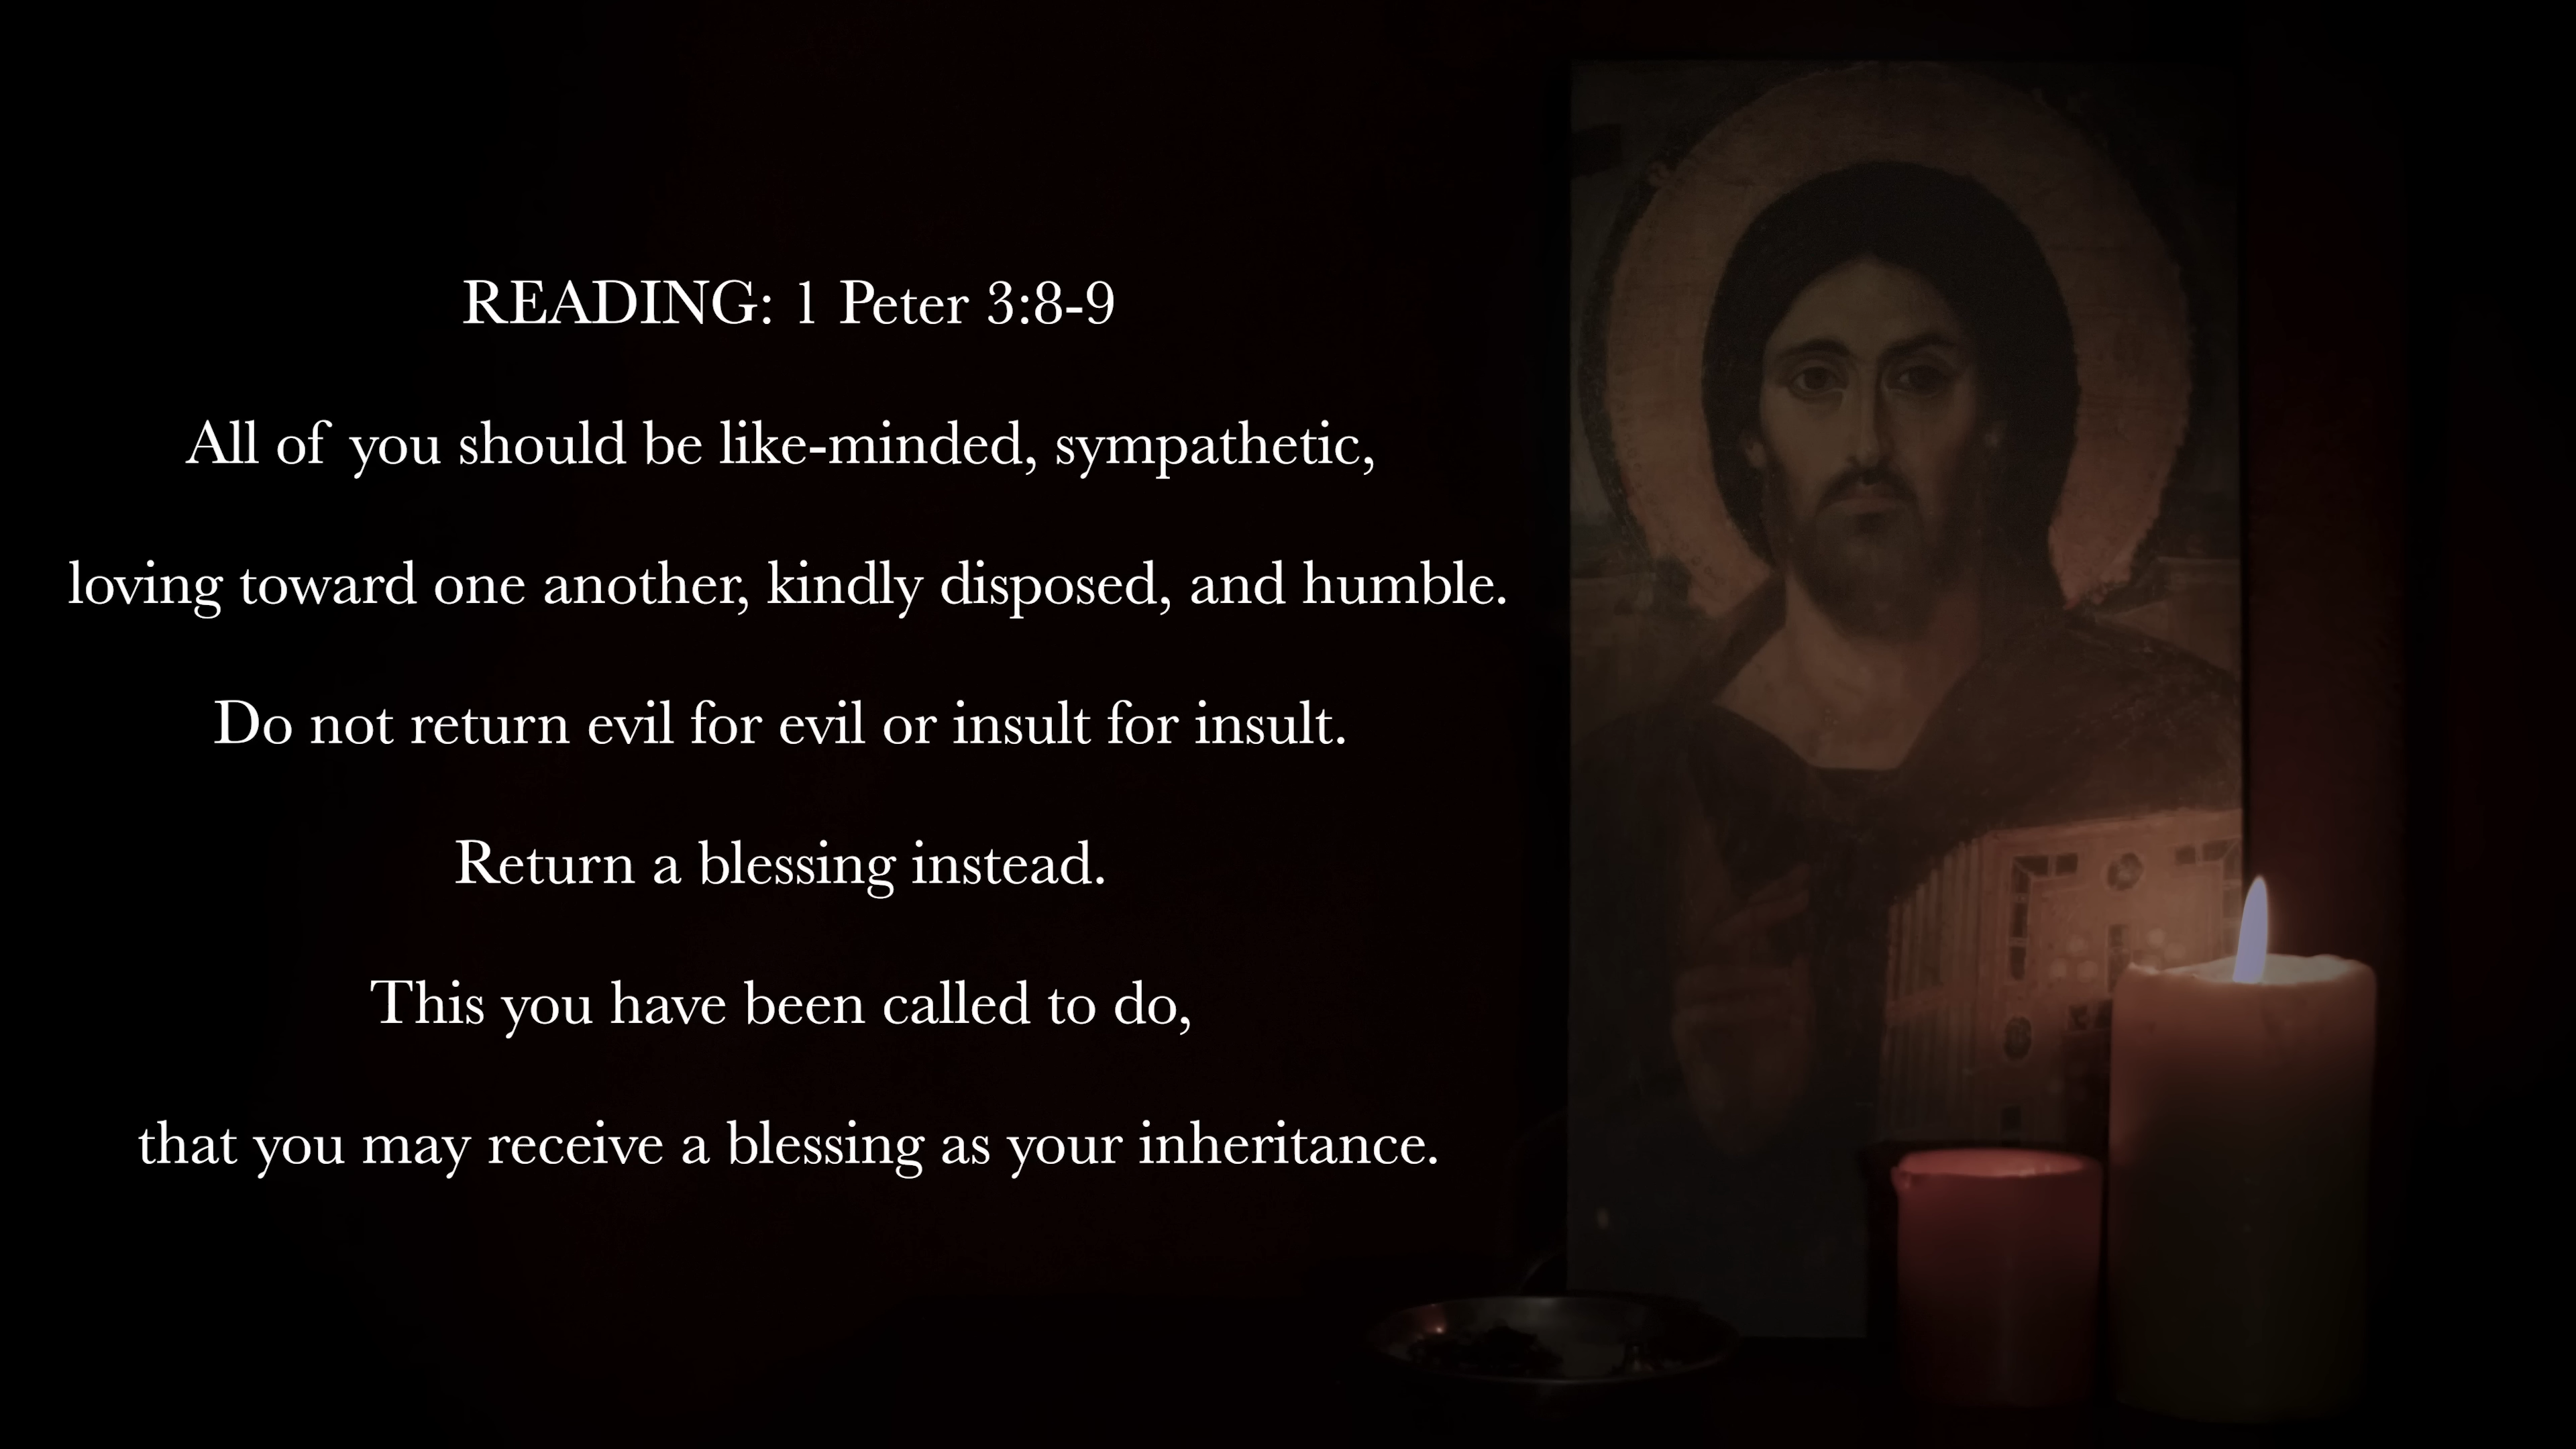 READING: 1 Peter 3:8-9
All of you should be like-minded, sympathetic,
loving toward one another, kindly disposed, and humble.
Do not return evil for evil or insult for insult.
Return a blessing instead.
This you have been called to do,
that you may receive a blessing as your inheritance.